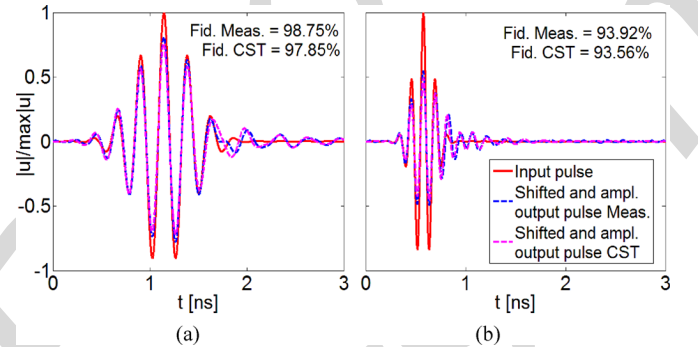 1
0.5
0
-0.5
-1
|u|/max|u|
Fid. Meas. = 98.75%
Fid. CST = 97.85%
0 1 2 3
t [ns]
(a)
Fid. Meas. = 93.92%
Fid. CST = 93.56%
Input pulse
Shifted and ampl.
output pulse Meas.
Shifted and ampl.
output pulse CST
0 1 2 3
t [ns]
(b)